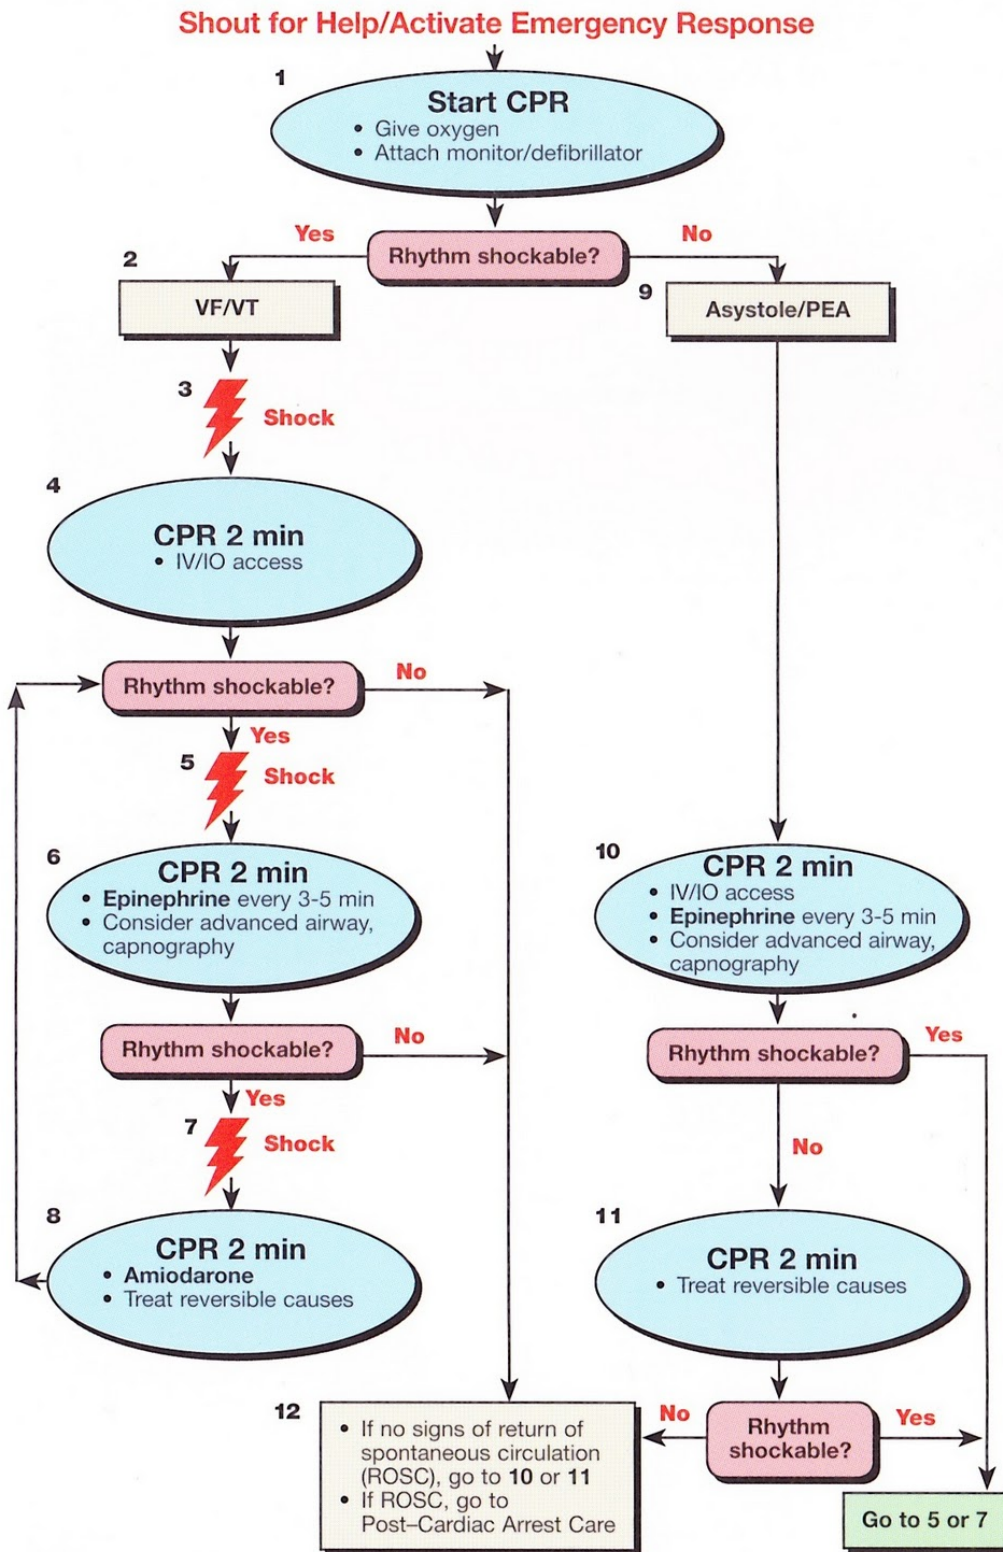 Shout for Help/Activate Emergency Response
1
Start CPR
• Give oxygen
• Attach monitor/defibrillator
Rhythm shockable?
Yes
No
2
VF/VT
9
Asystole/PEA
3
Shock
4
CPR 2 min
• IV/IO access
Rhythm shockable?
No
Yes
5
Shock
6
CPR 2 min
• Epinephrine every 3-5 min
• Consider advanced airway,
capnography
Rhythm shockable?
No
Yes
7
Shock
8
CPR 2 min
• Amiodarone
• Treat reversible causes
10
CPR 2 min
• IV/IO access
• Epinephrine every 3-5 min
• Consider advanced airway,
capnography
Rhythm shockable?
Yes
No
11
CPR 2 min
• Treat reversible causes
Rhythm
shockable?
No
Yes
12
• If no signs of return of
spontaneous circulation
(ROSC), go to 10 or 11
• If ROSC, go to
Post–Cardiac Arrest Care
Go to 5 or 7